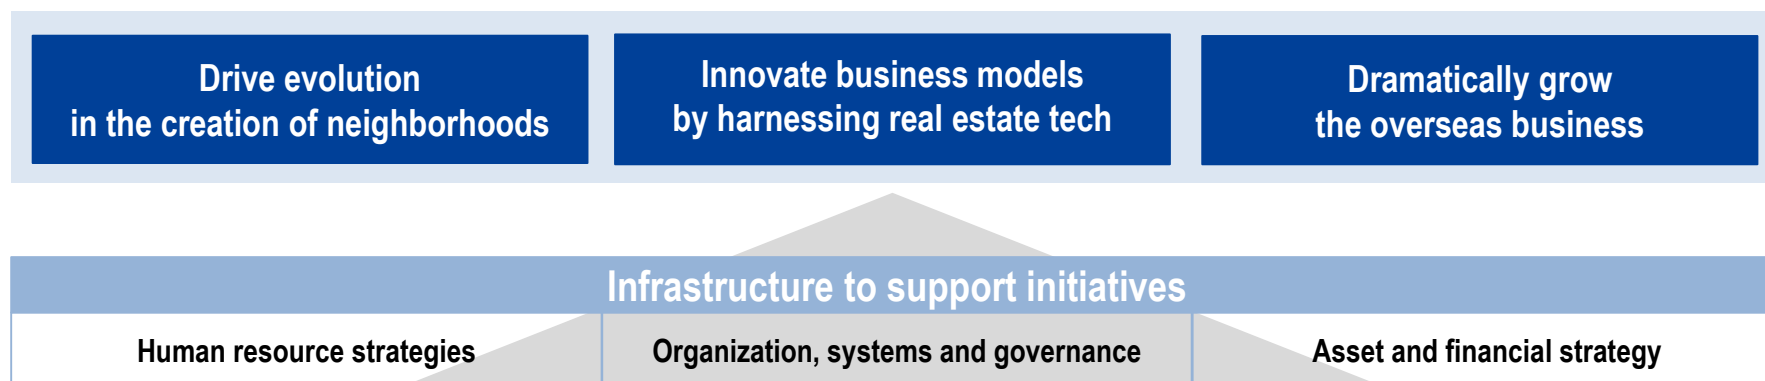 Drive evolution
in the creation of neighborhoods
Innovate business models
by harnessing real estate tech
Dramatically grow
the overseas business
Infrastructure to support initiatives
Human resource strategies
Organization, systems and governance
Asset and financial strategy